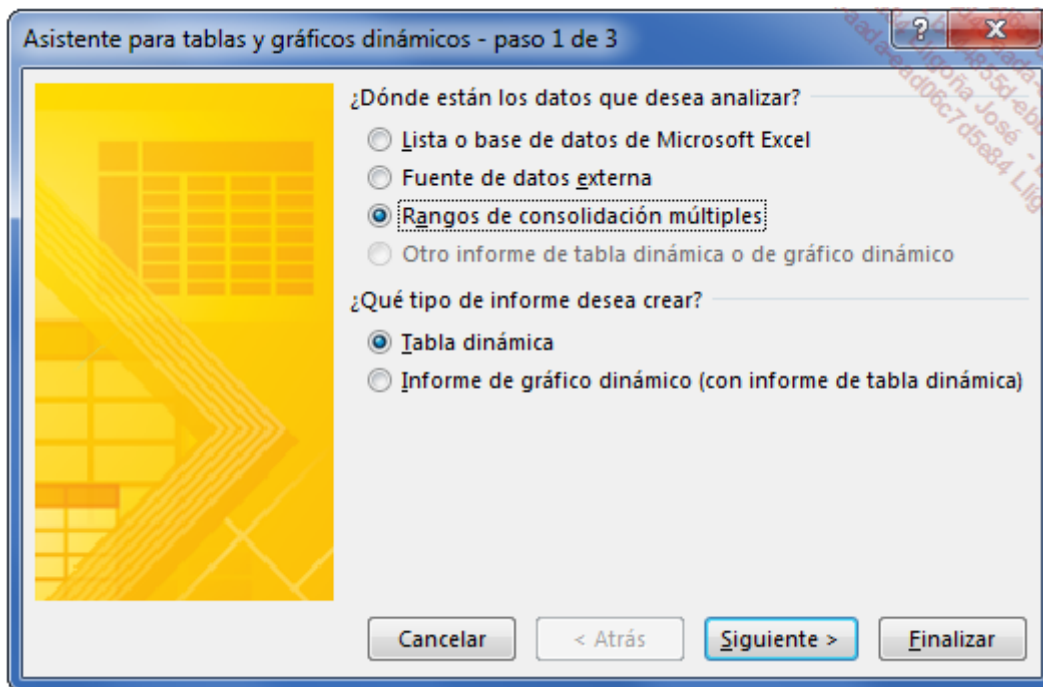 Asistente para tablas y gráficos dinámicos - paso 1 de 3
¿Dónde están los datos que desea analizar?
Lista o base de datos de Microsoft Excel
Fuente de datos externa
Rangos de consolidación múltiples
Otro informe de tabla dinámica o de gráfico dinámico
¿Qué tipo de informe desea crear?
Tabla dinámica
Informe de gráfico dinámico (con informe de tabla dinámica)
Cancelar < Atrás Siguiente > Finalizar